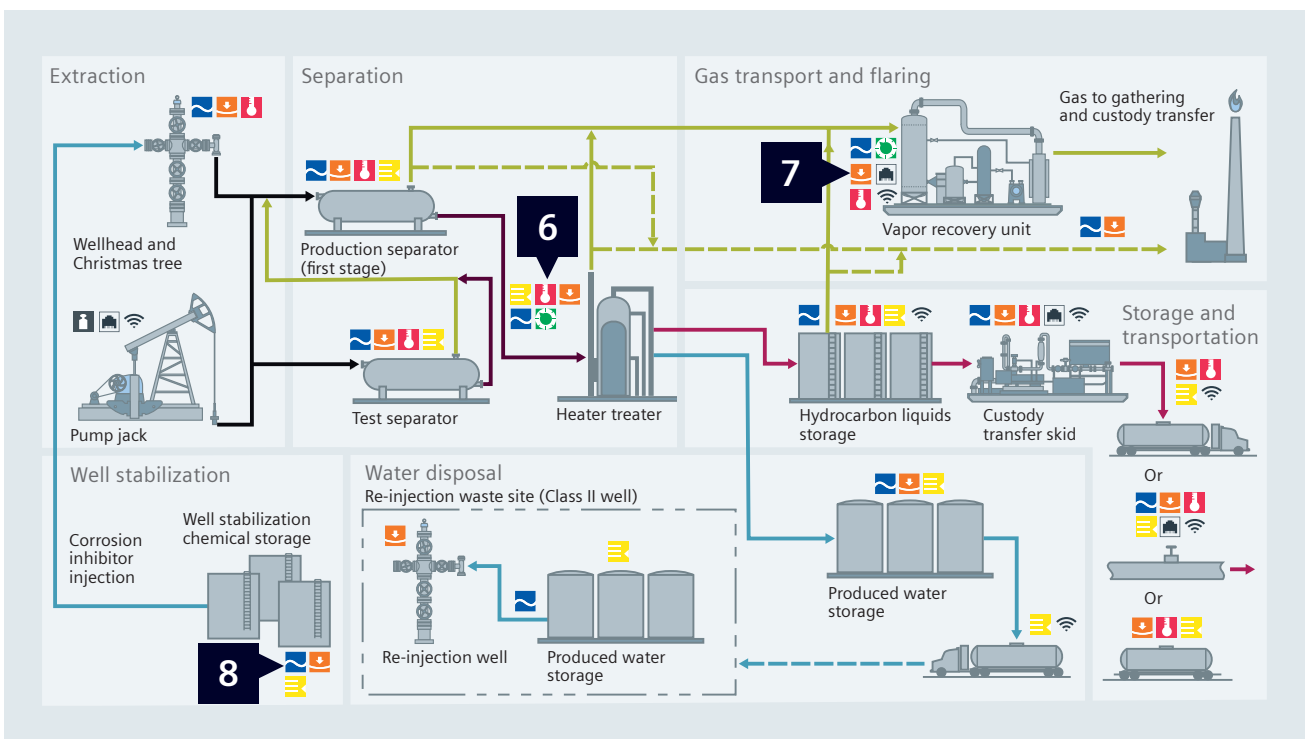 Extraction
Wellhead and
Christmas tree
Pump jack
Separation
Production separator
(first stage)
Test separator
6
Heater treater
Gas transport and flaring
7
Vapor recovery unit
Gas to gathering
and custody transfer
Hydrocarbon liquids
storage
Custody
transfer skid
Storage and
transportation
Or
Or
Well stabilization
Well stabilization
chemical storage
Corrosion
inhibitor
injection
8
Water disposal
Re-injection waste site (Class II well)
Re-injection well
Produced water
storage
Produced water
storage